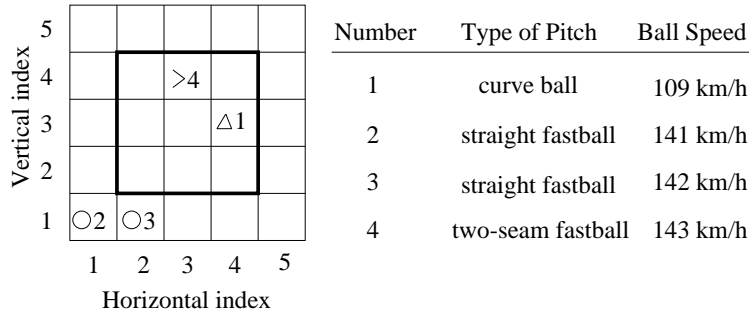 Vertical index
5
4
3
2
1
>4
△1
○2 ○3
1 2 3 4 5
Horizontal index
Number Type of Pitch Ball Speed
1 curve ball 109 km/h
2 straight fastball 141 km/h
3 straight fastball 142 km/h
4 two-seam fastball 143 km/h